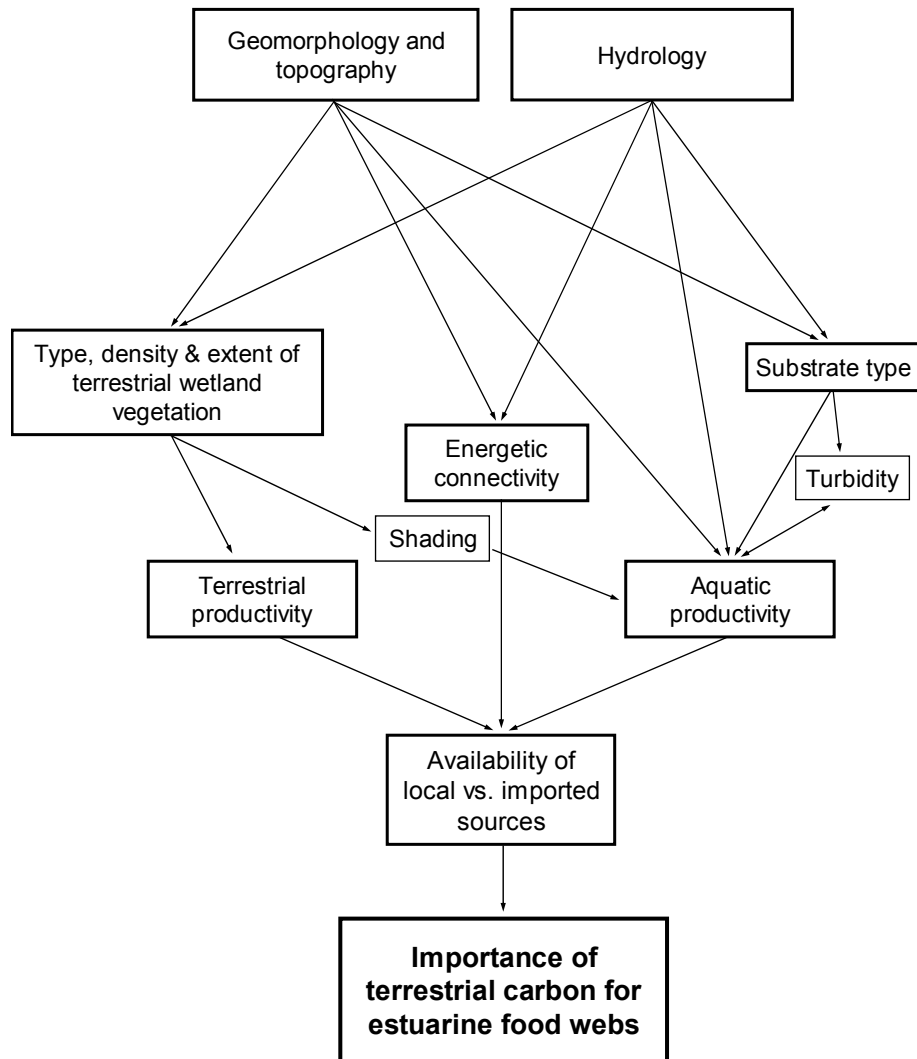 Geomorphology and
topography
Hydrology
Type, density & extent of
terrestrial wetland
vegetation
Substrate type
Energetic
connectivity
Turbidity
Shading
Terrestrial
productivity
Aquatic
productivity
Availability of
local vs. imported
sources
Importance of
terrestrial carbon for
estuarine food webs